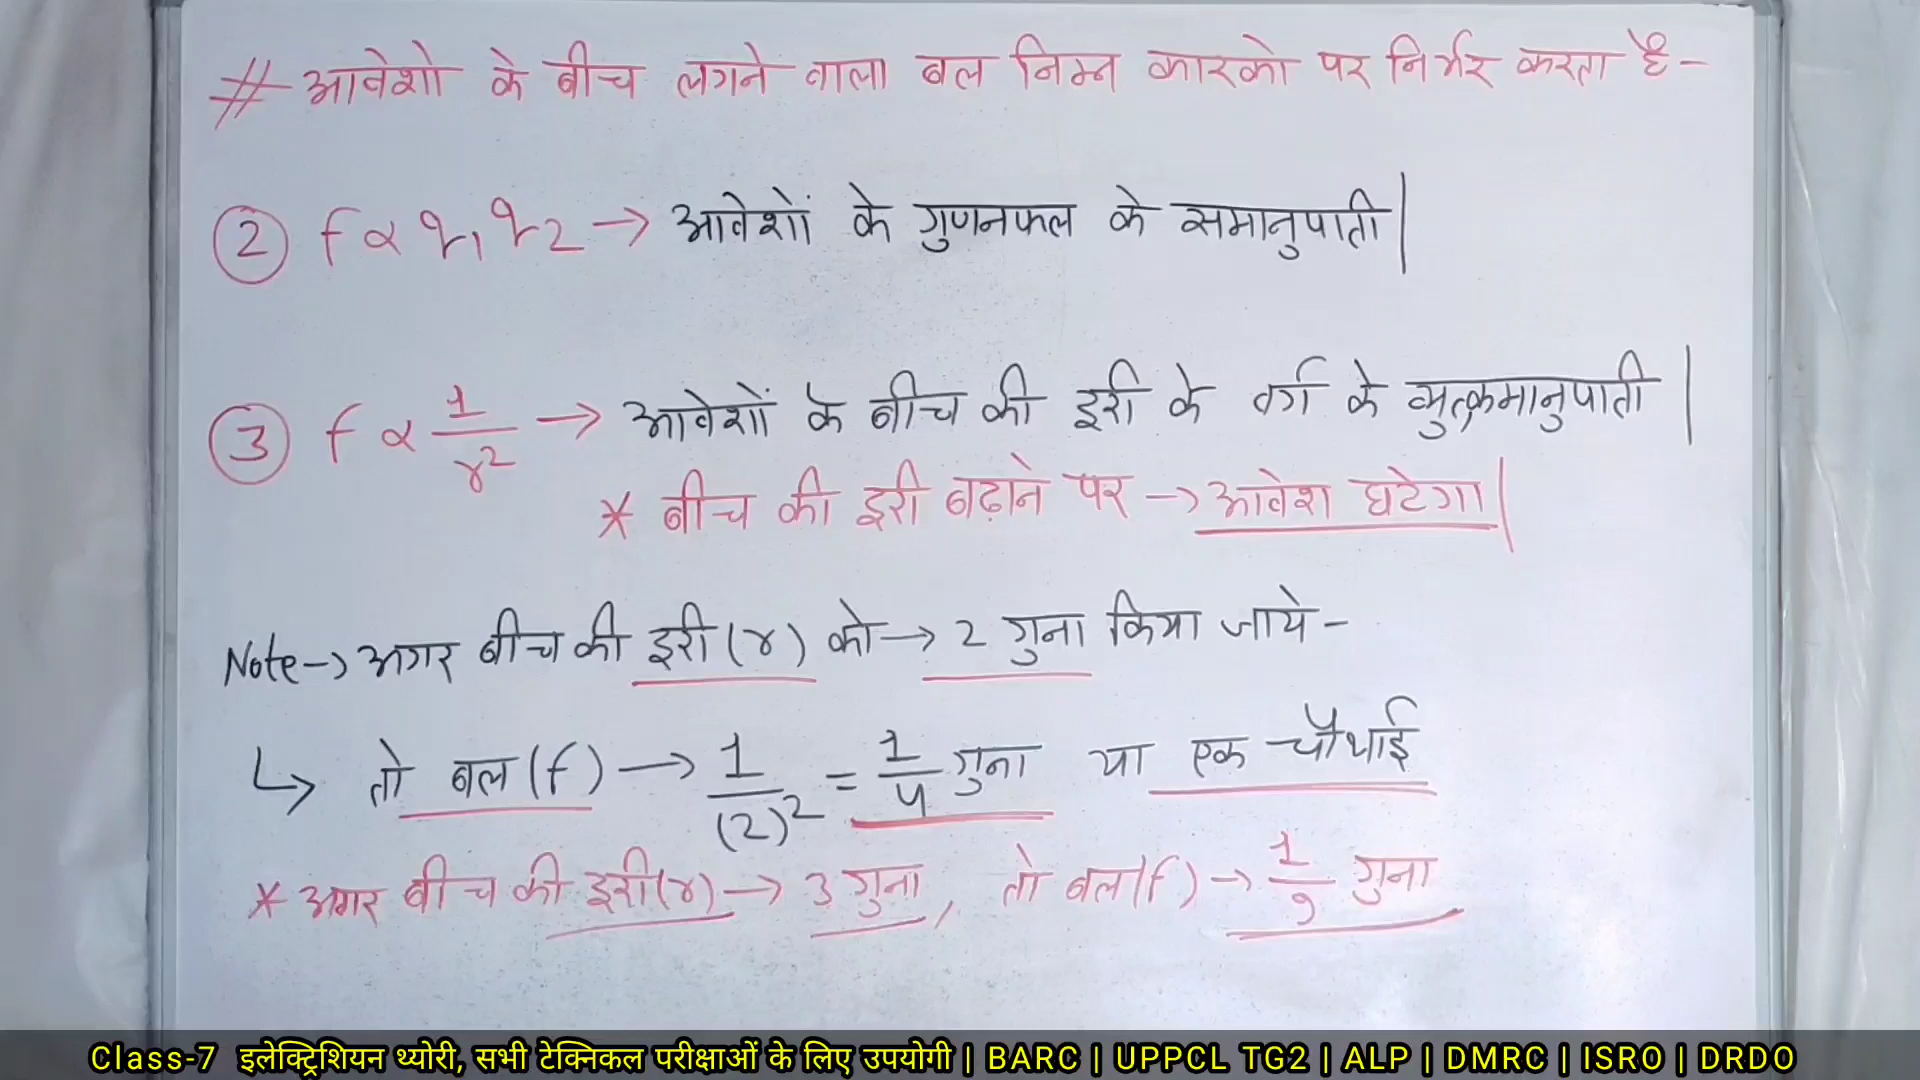 # आवेशो के बीच लगने वाला बल निम्न कारको पर निर्भर करता है-
② F ∝ q₁ q₂ → आवेशों के गुणनफल के समानुपाती|
③ F ∝ 1/r² → आवेशों के बीच की दूरी के वर्ग के व्युत्क्रमानुपाती|
* बीच की दूरी बढ़ाने पर → आवेश घटेगा|
Note → अगर बीच की दूरी (r) को → 2 गुना किया जाये -
↳ तो बल (F) → 1/(2)² = 1/4 गुना या एक चौथाई
* अगर बीच की दूरी (r) → 3 गुना, तो बल (F) → 1/9 गुना
Class-7 इलेक्ट्रिशियन थ्योरी, सभी टेक्निकल परीक्षाओं के लिए उपयोगी | BARC | UPPCL TG2 | ALP | DMRC | ISRO | DRDO